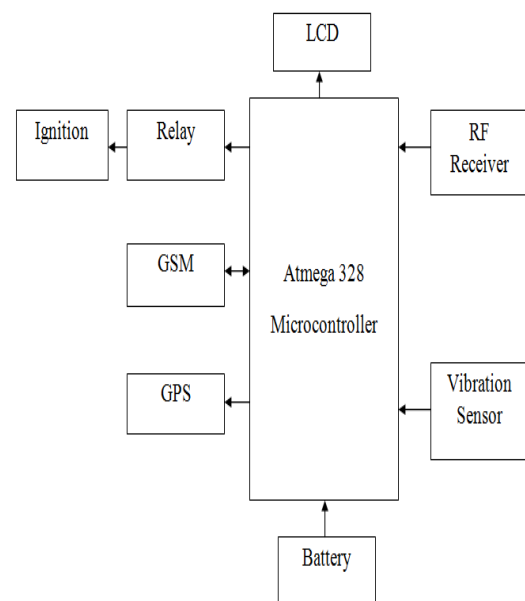 LCD
Ignition
Relay
RF
Receiver
GSM
Atmega 328
Microcontroller
GPS
Vibration
Sensor
Battery